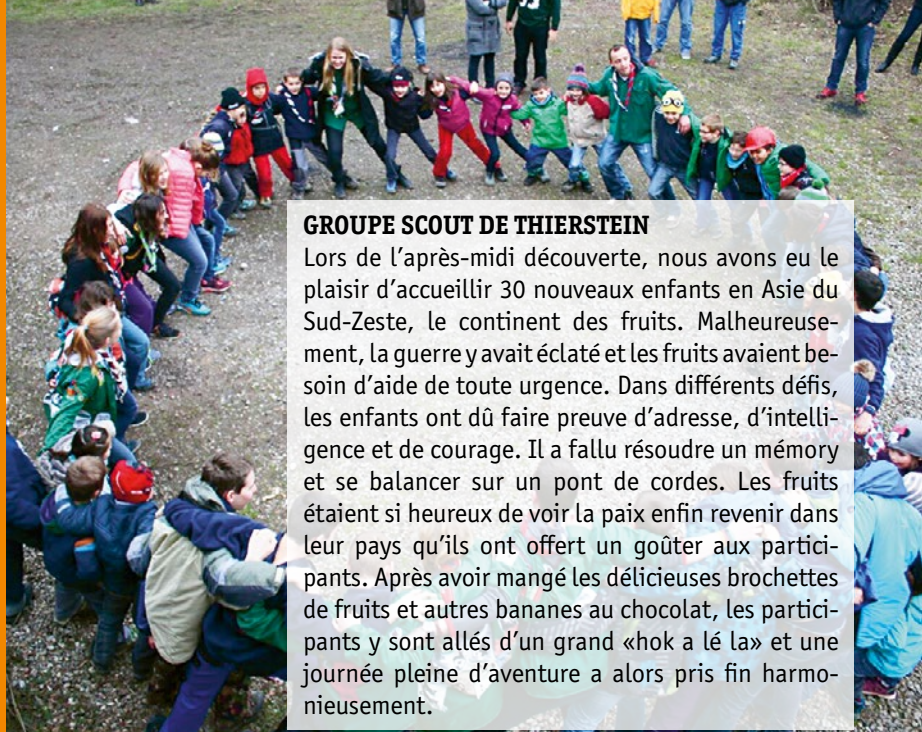 GROUPE SCOUT DE THIERSTEIN
Lors de l'après-midi découverte, nous avons eu le
plaisir d'accueillir 30 nouveaux enfants en Asie du
Sud-Zeste, le continent des fruits. Malheureuse-
ment, la guerre y avait éclaté et les fruits avaient be-
soin d'aide de toute urgence. Dans différents défis,
les enfants ont dû faire preuve d'adresse, d'intelli-
gence et de courage. Il a fallu résoudre un mémory
et se balancer sur un pont de cordes. Les fruits
étaient si heureux de voir la paix enfin revenir dans
leur pays qu'ils ont offert un goûter aux partici-
pants. Après avoir mangé les délicieuses brochettes
de fruits et autres bananes au chocolat, les partici-
pants y sont allés d'un grand «hok a lé la» et une
journée pleine d'aventure a alors pris fin harmo-
nieusement.